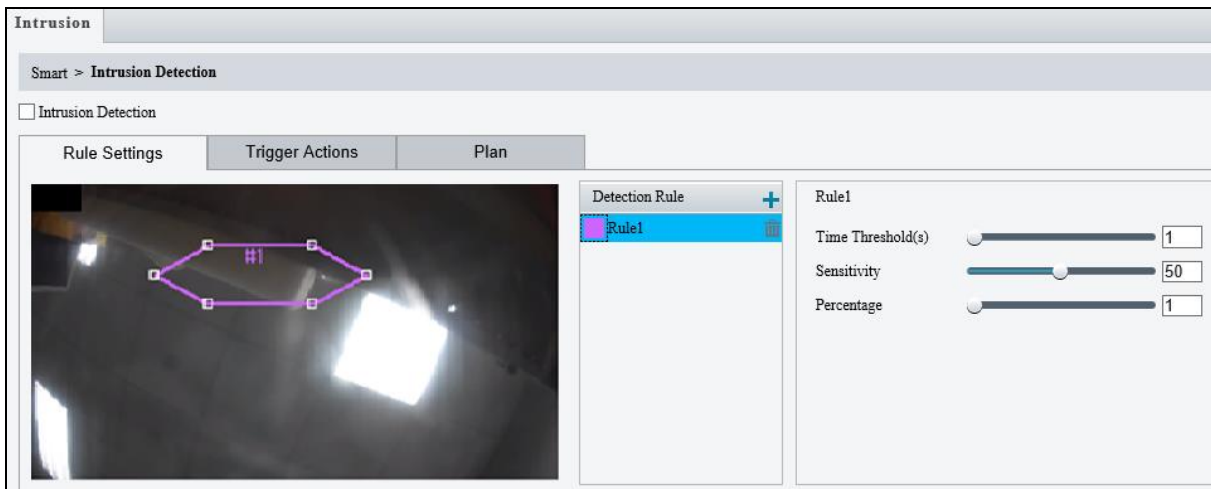 Intrusion
Smart > Intrusion Detection
Intrusion Detection
Rule Settings Trigger Actions Plan
#1
Detection Rule
Rule1
Rule1
Time Threshold(s) 1
Sensitivity 50
Percentage 1